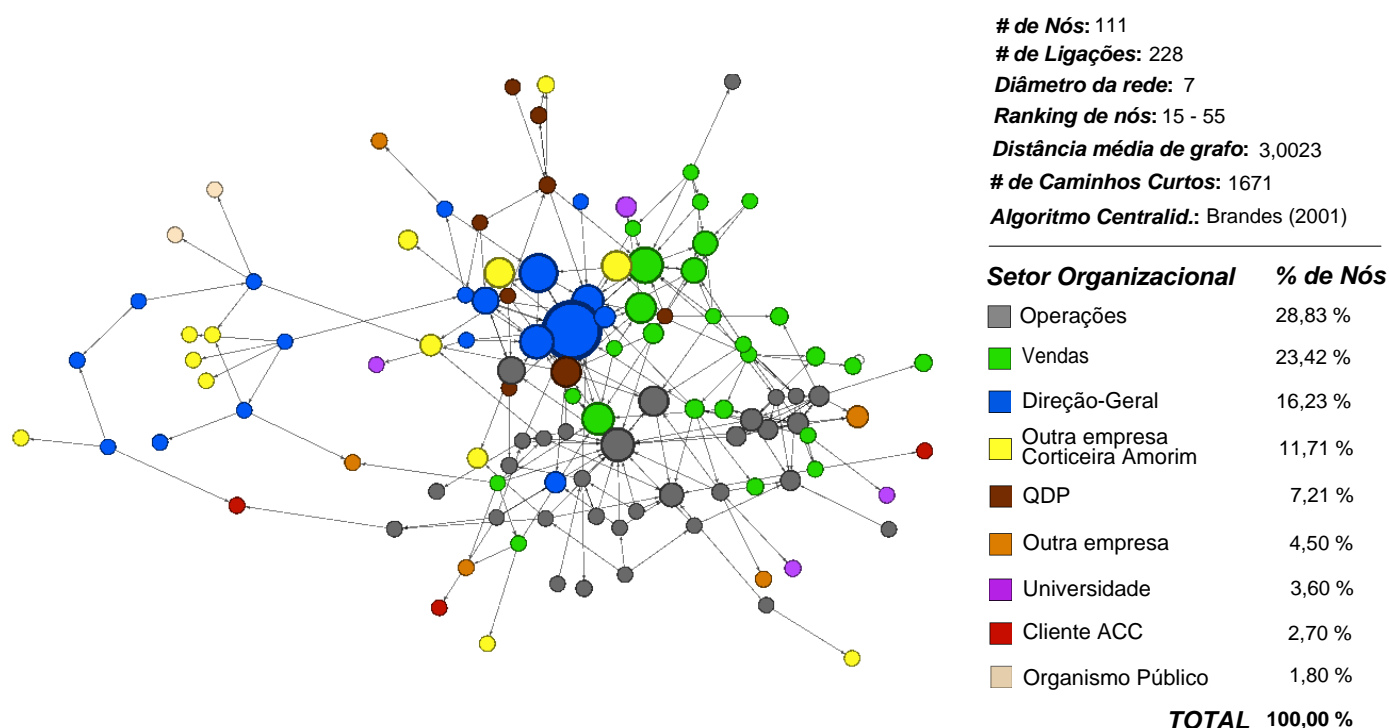 # de Nós: 111
# de Ligações: 228
Diâmetro da rede: 7
Ranking de nós: 15 - 55
Distância média de grafo: 3,0023
# de Caminhos Curtos: 1671
Algoritmo Centralid.: Brandes (2001)
Setor Organizacional % de Nós
Operações 28,83 %
Vendas 23,42 %
Direção-Geral 16,23 %
Outra empresa
Corticeira Amorim 11,71 %
QDP 7,21 %
Outra empresa 4,50 %
Universidade 3,60 %
Cliente ACC 2,70 %
Organismo Público 1,80 %
TOTAL 100,00 %